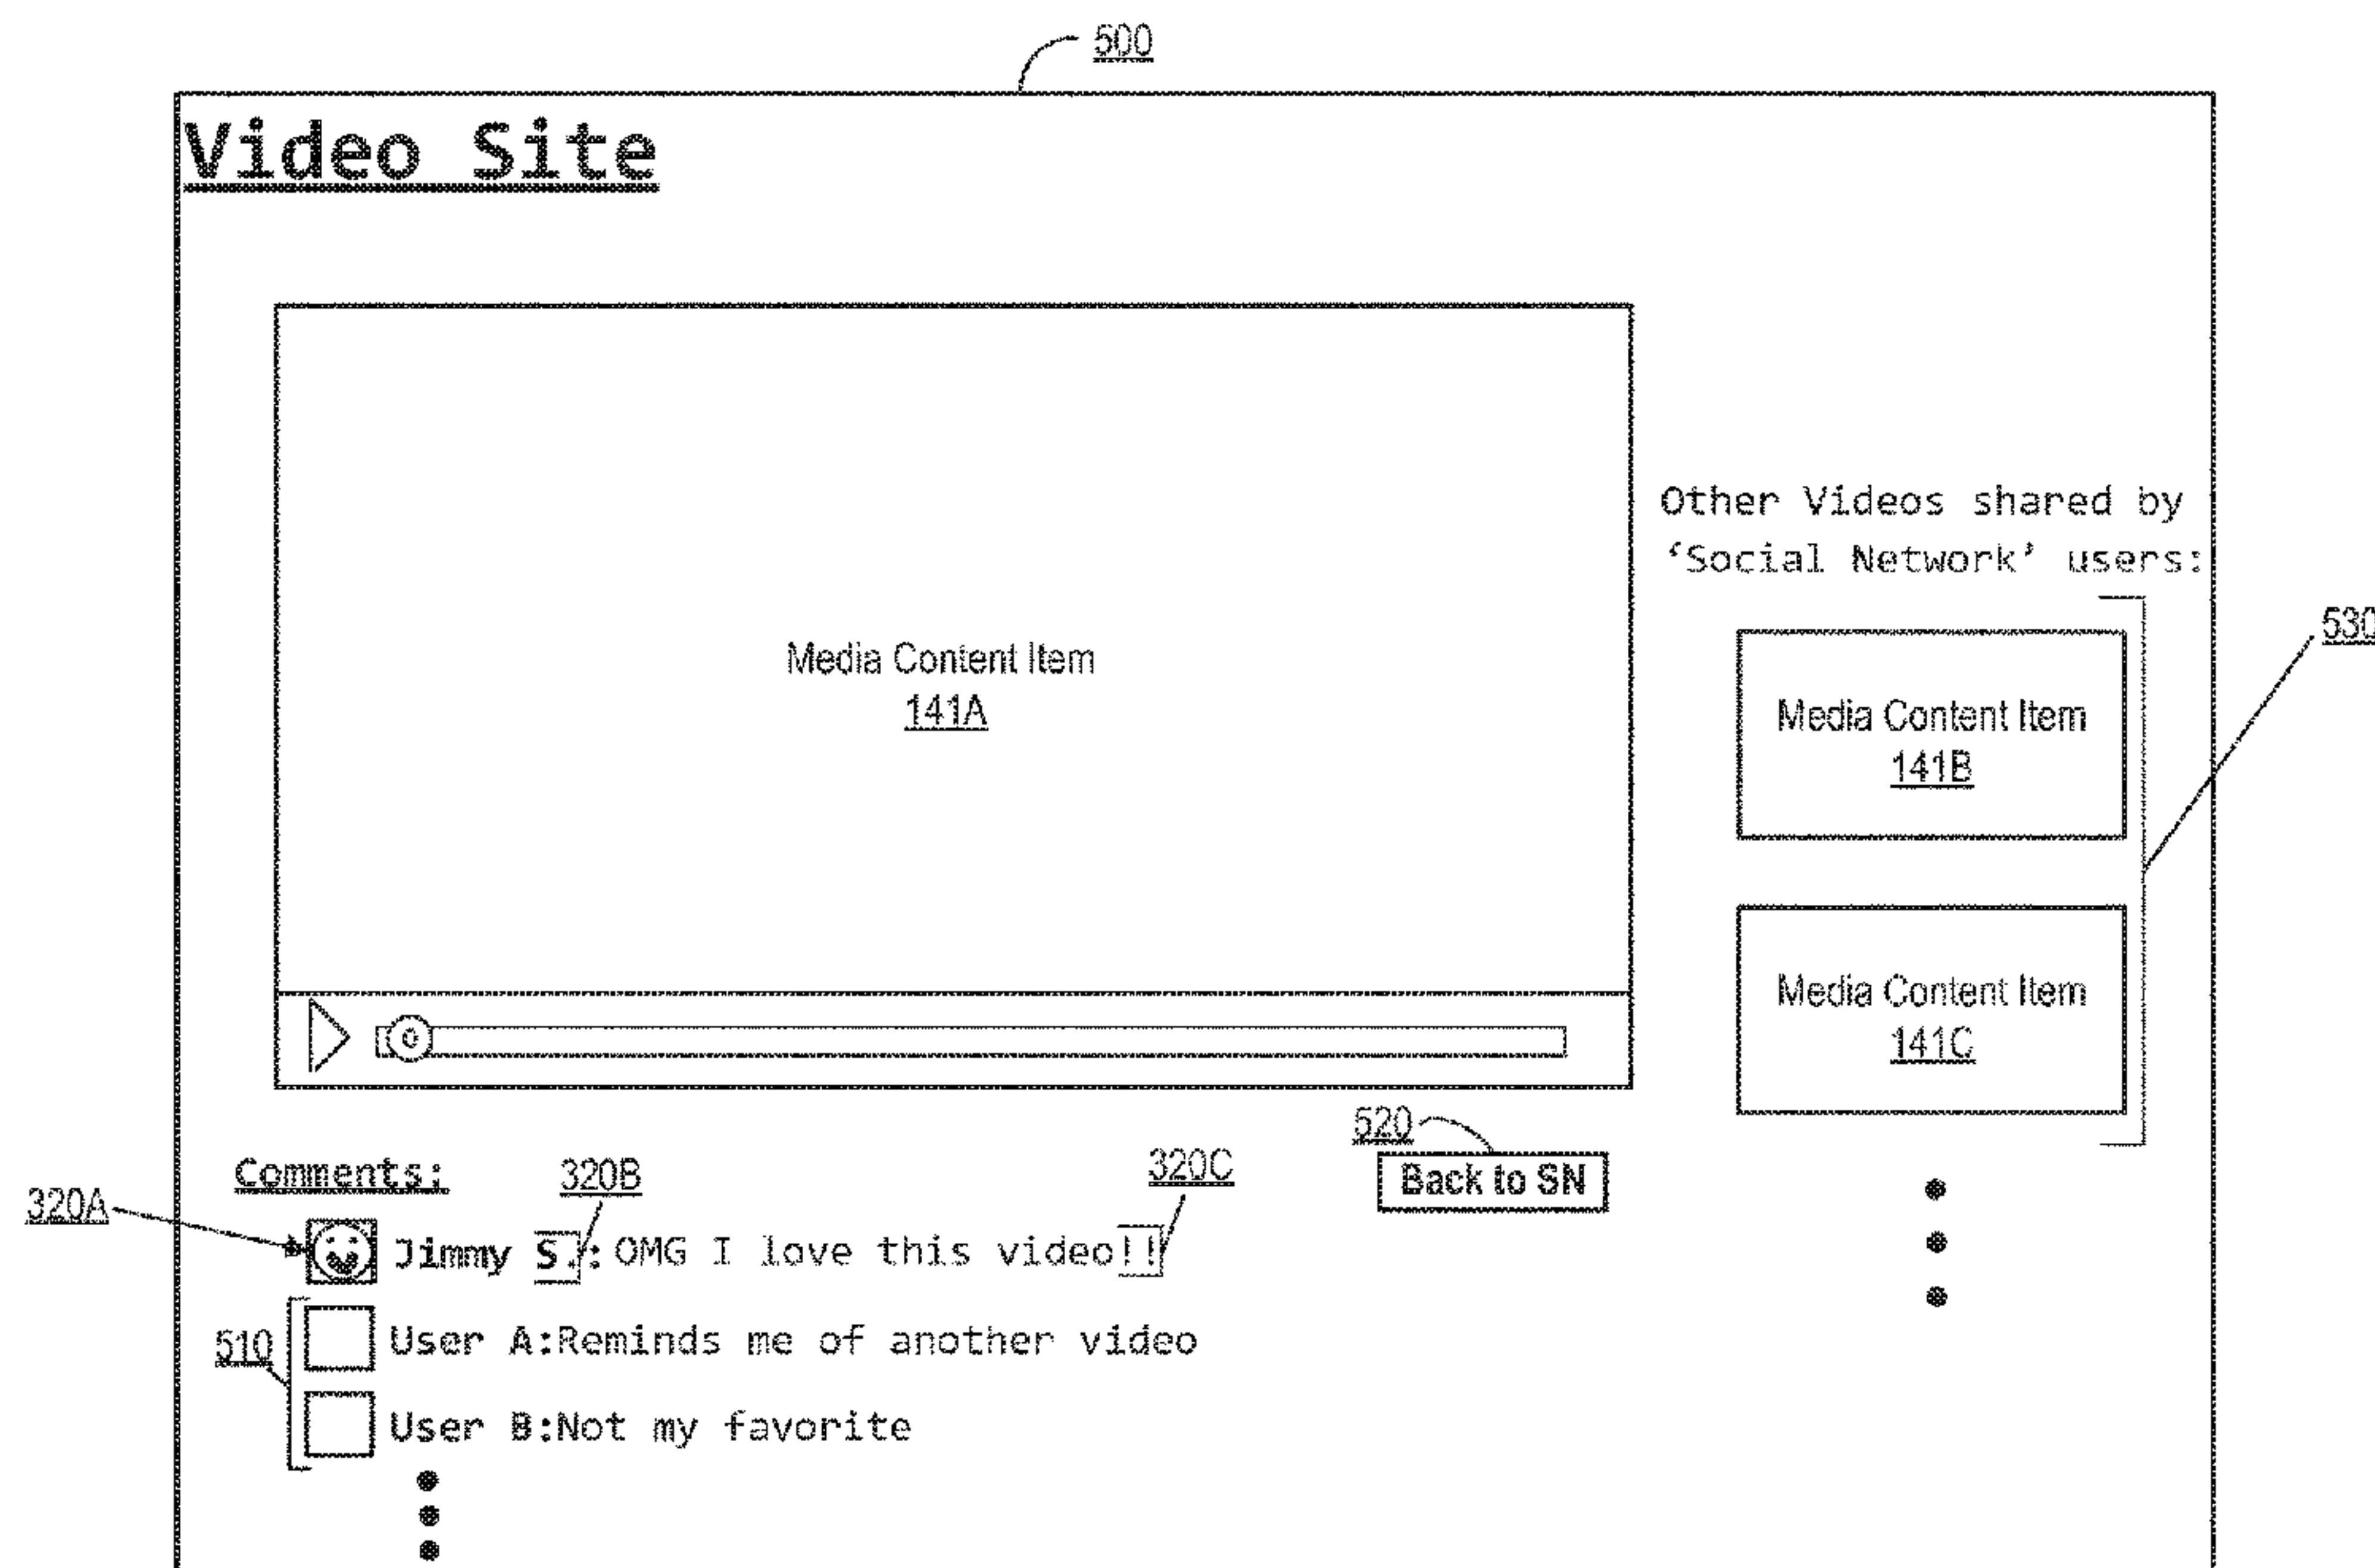 500
Video Site
Other Videos shared by
‘Social Network’ users:
530
Media Content Item
141A
Media Content Item
141B
Media Content Item
141C
520
Back to SN
Comments:
320B
320C
320A
Jimmy S.: OMG I love this video!!
510
User A:Reminds me of another video
User B:Not my favorite